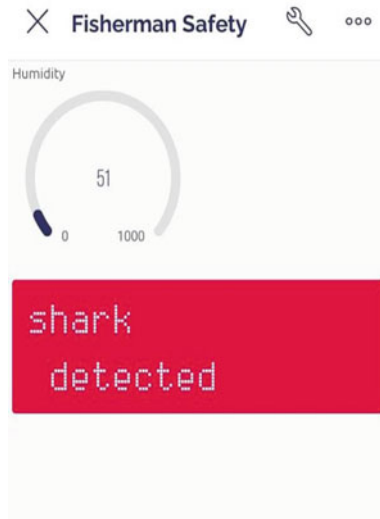 Fisherman Safety
Humidity
51
0 1000
shark
detected